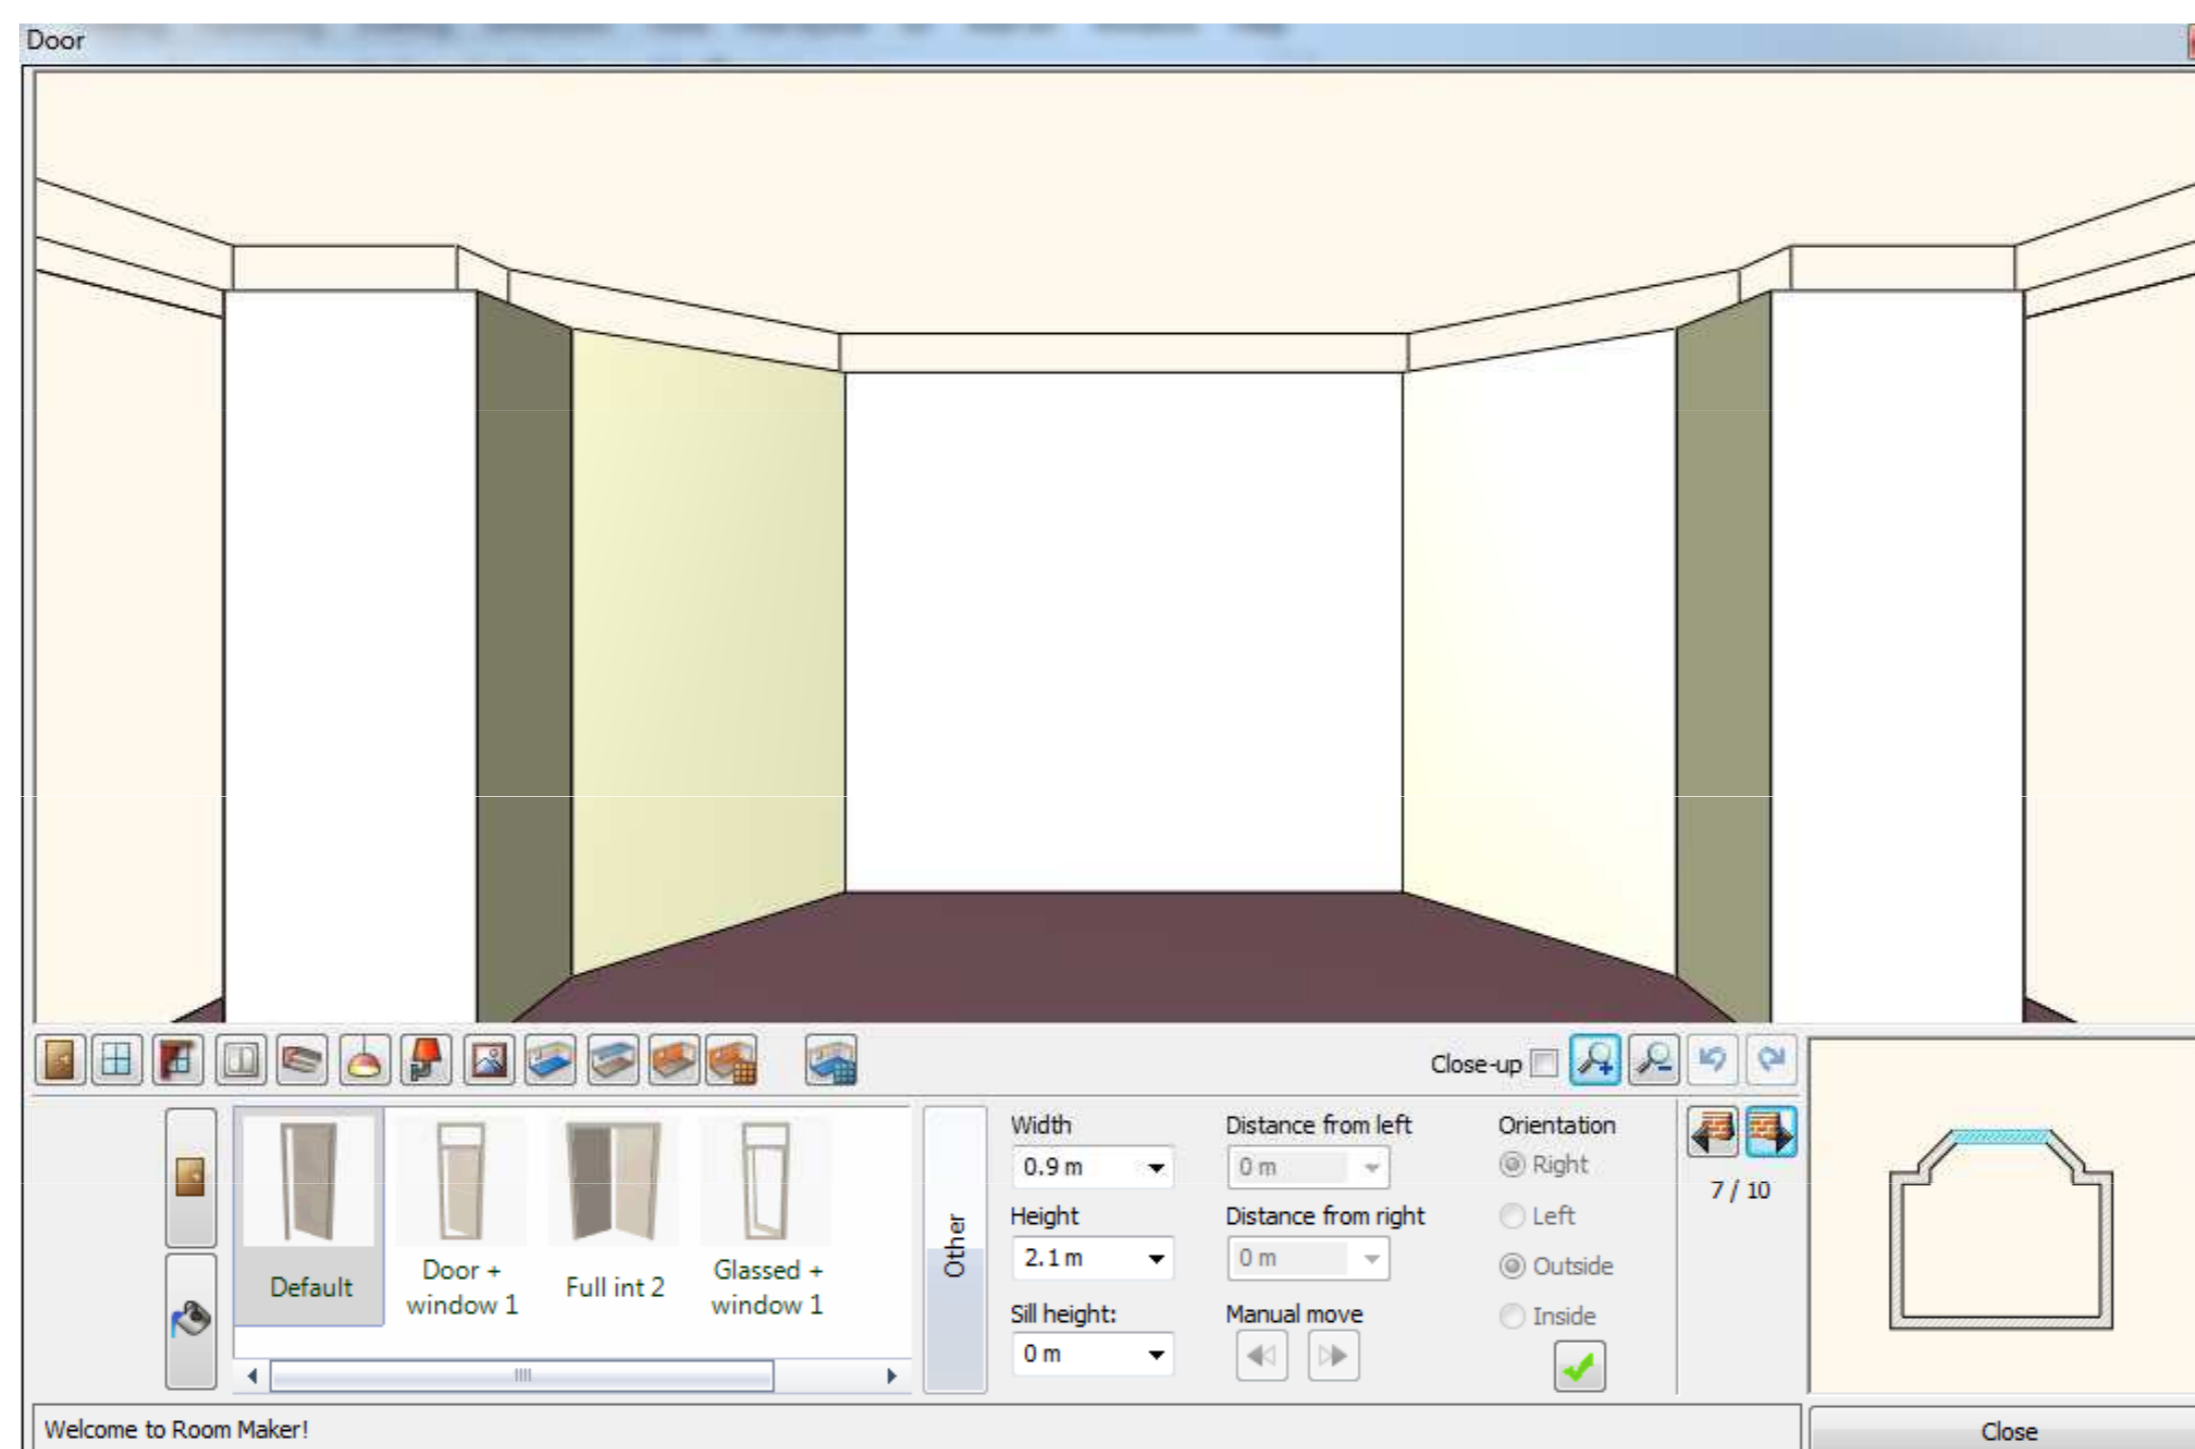 Door
Close-up
Default
Door +
window 1
Full int 2
Glassed +
window 1
Other
Width
0.9 m
Height
2.1 m
Sill height:
0 m
Distance from left
0 m
Distance from right
0 m
Manual move
Orientation
Right
Left
Outside
Inside
7 / 10
Welcome to Room Maker!
Close